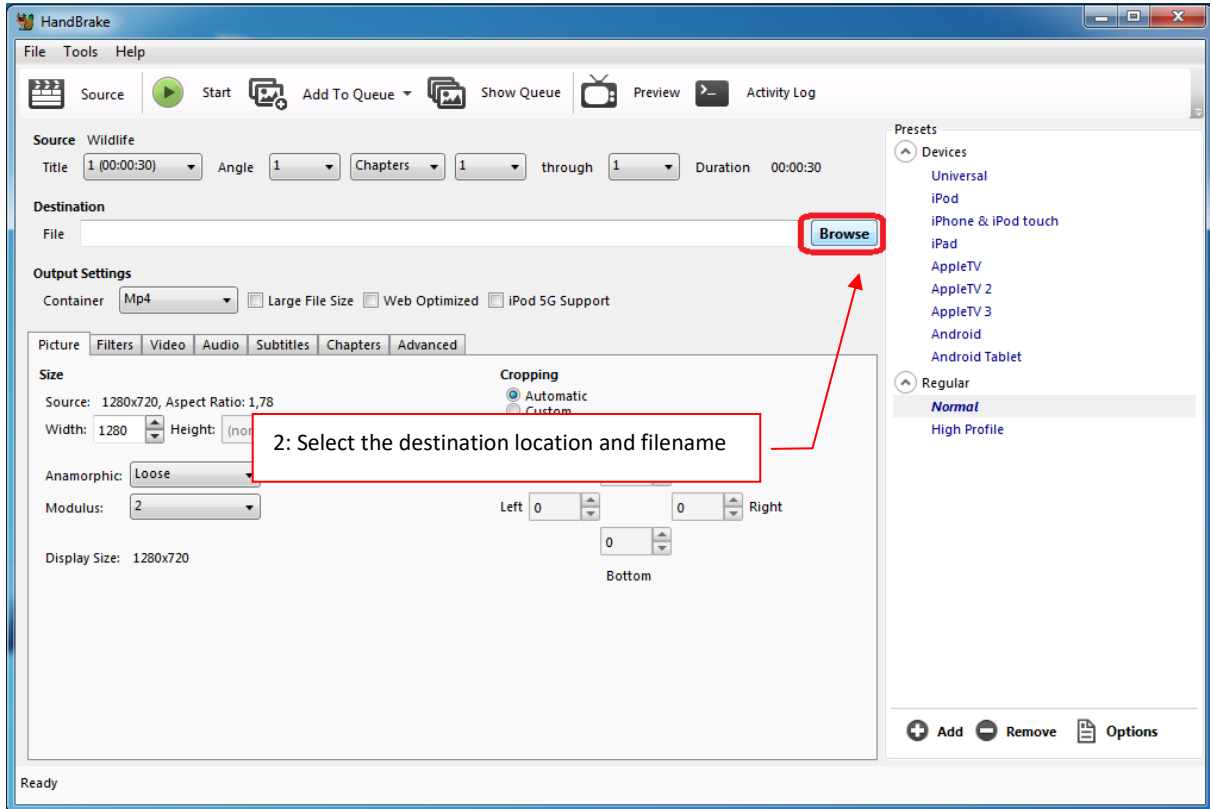 HandBrake
File Tools Help
Source Start Add To Queue Show Queue Preview Activity Log
Source Wildlife
Title 1 (00:00:30) Angle 1 Chapters 1 through 1 Duration 00:00:30
Destination
File Browse
Output Settings
Container Mp4 Large File Size Web Optimized iPod 5G Support
Picture Filters Video Audio Subtitles Chapters Advanced
Size
Source: 1280x720, Aspect Ratio: 1,78
Width: 1280 Height:
Anamorphic: Loose
Modulus: 2
Display Size: 1280x720
Cropping
Automatic
Custom
2: Select the destination location and filename
Left 0 0 Right
0
Bottom
Presets
Devices
Universal
iPod
iPhone & iPod touch
iPad
AppleTV
AppleTV 2
AppleTV 3
Android
Android Tablet
Regular
Normal
High Profile
Add Remove Options
Ready